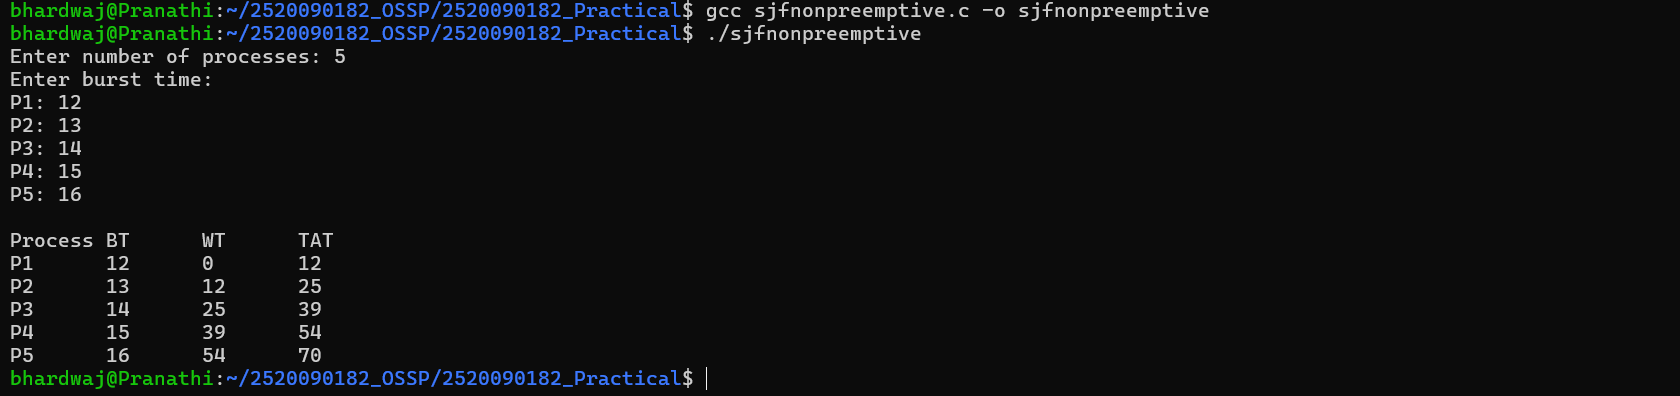 bhardwaj@Pranathi:~/2520090182_OSSP/2520090182_Practical$ gcc sjfnonpreemptive.c -o sjfnonpreemptive
bhardwaj@Pranathi:~/2520090182_OSSP/2520090182_Practical$ ./sjfnonpreemptive
Enter number of processes: 5
Enter burst time:
P1: 12
P2: 13
P3: 14
P4: 15
P5: 16

Process BT      WT      TAT
P1      12      0       12
P2      13      12      25
P3      14      25      39
P4      15      39      54
P5      16      54      70
bhardwaj@Pranathi:~/2520090182_OSSP/2520090182_Practical$